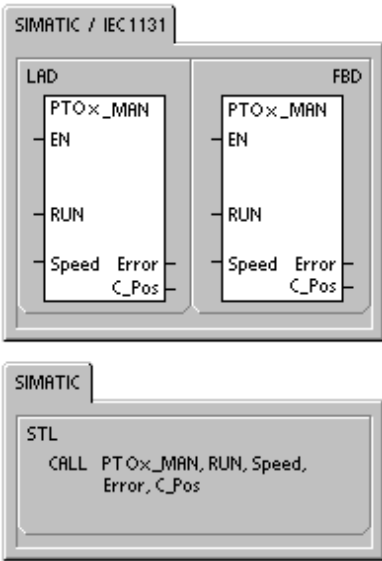 SIMATIC / IEC1131
LAD
FBD
PTOx_MAN
EN
RUN
Speed Error
C_Pos
PTOx_MAN
EN
RUN
Speed Error
C_Pos
SIMATIC
STL
CALL PTOx_MAN, RUN, Speed,
Error, C_Pos